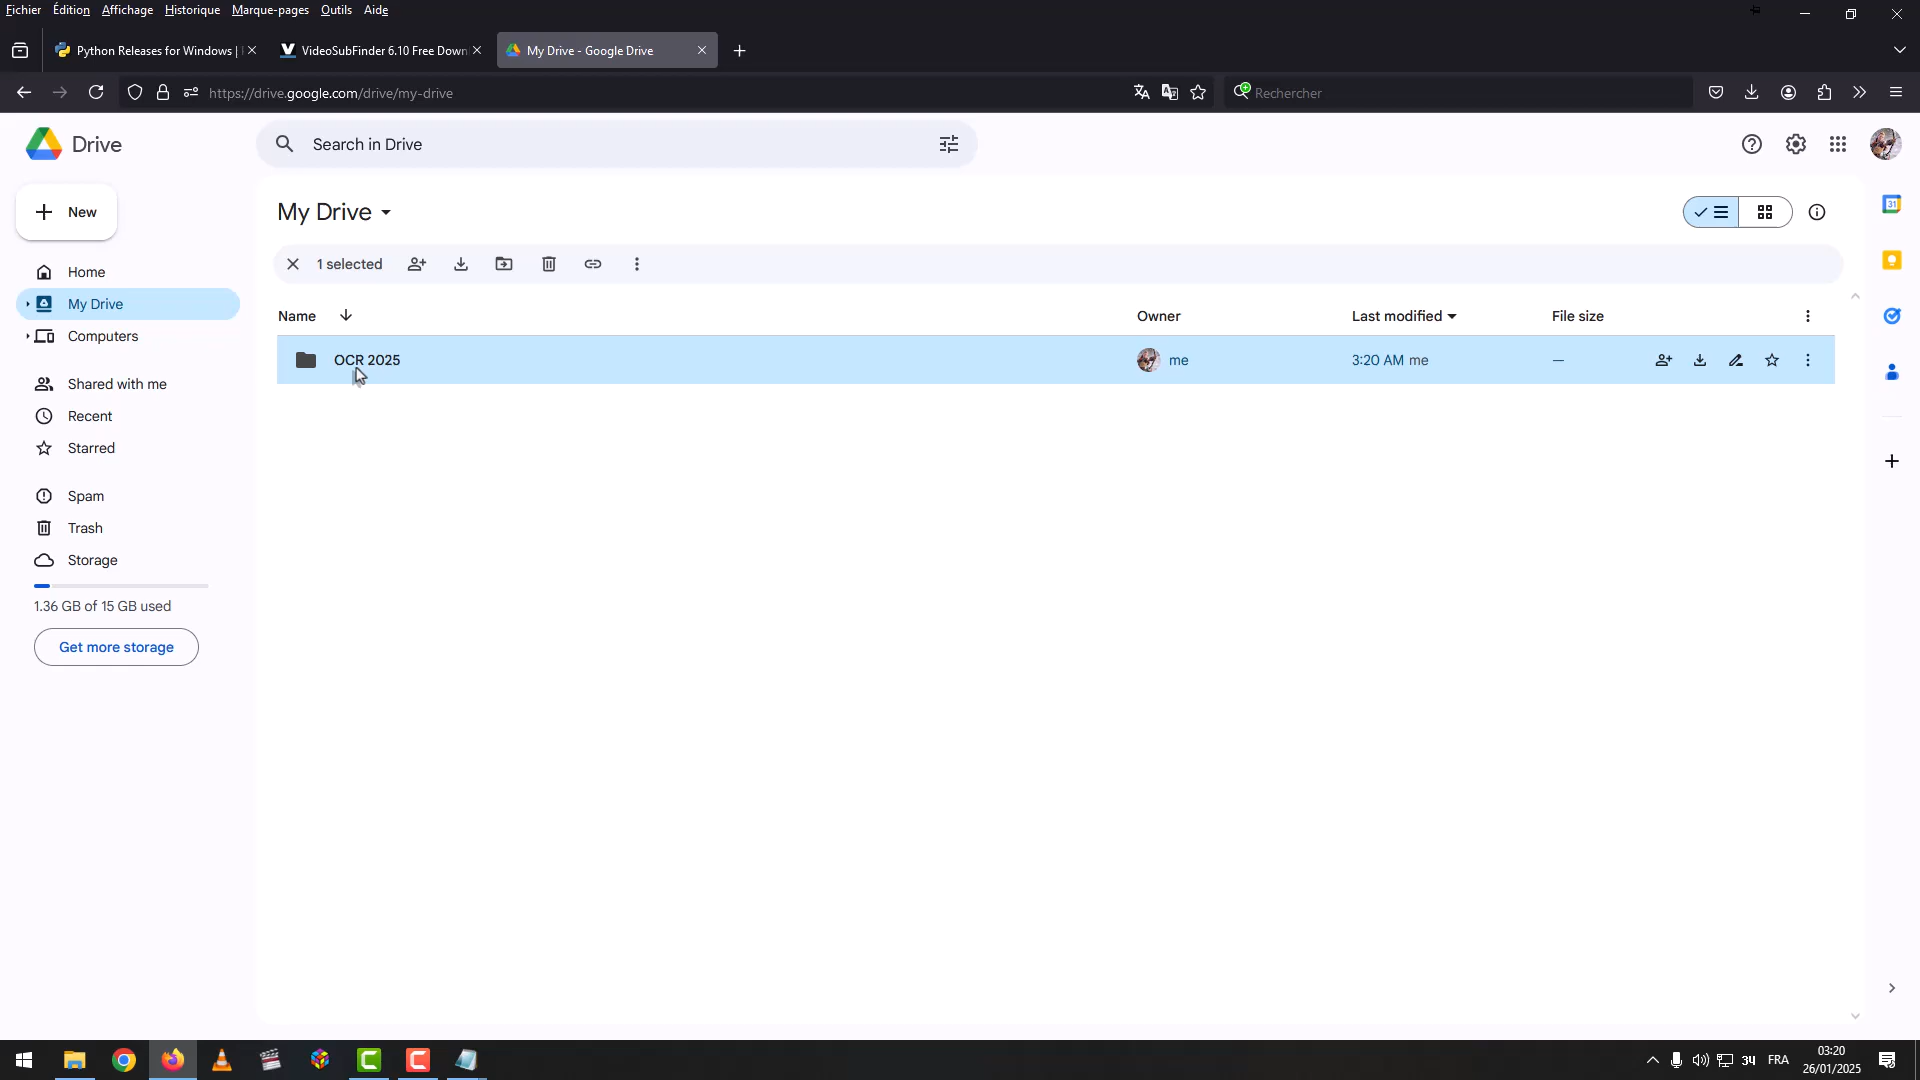 Fichier Édition Affichage Historique Marque-pages Outils Aide
Python Releases for Windows |
VideoSubFinder 6.10 Free Down
My Drive - Google Drive
https://drive.google.com/drive/my-drive
Rechercher
Drive
Search in Drive
New
My Drive
1 selected
Home
My Drive
Computers
Shared with me
Recent
Starred
Spam
Trash
Storage
1.36 GB of 15 GB used
Get more storage
Name Owner Last modified File size
OCR 2025 me 3:20 AM me —
31
34 FRA
03:20
26/01/2025